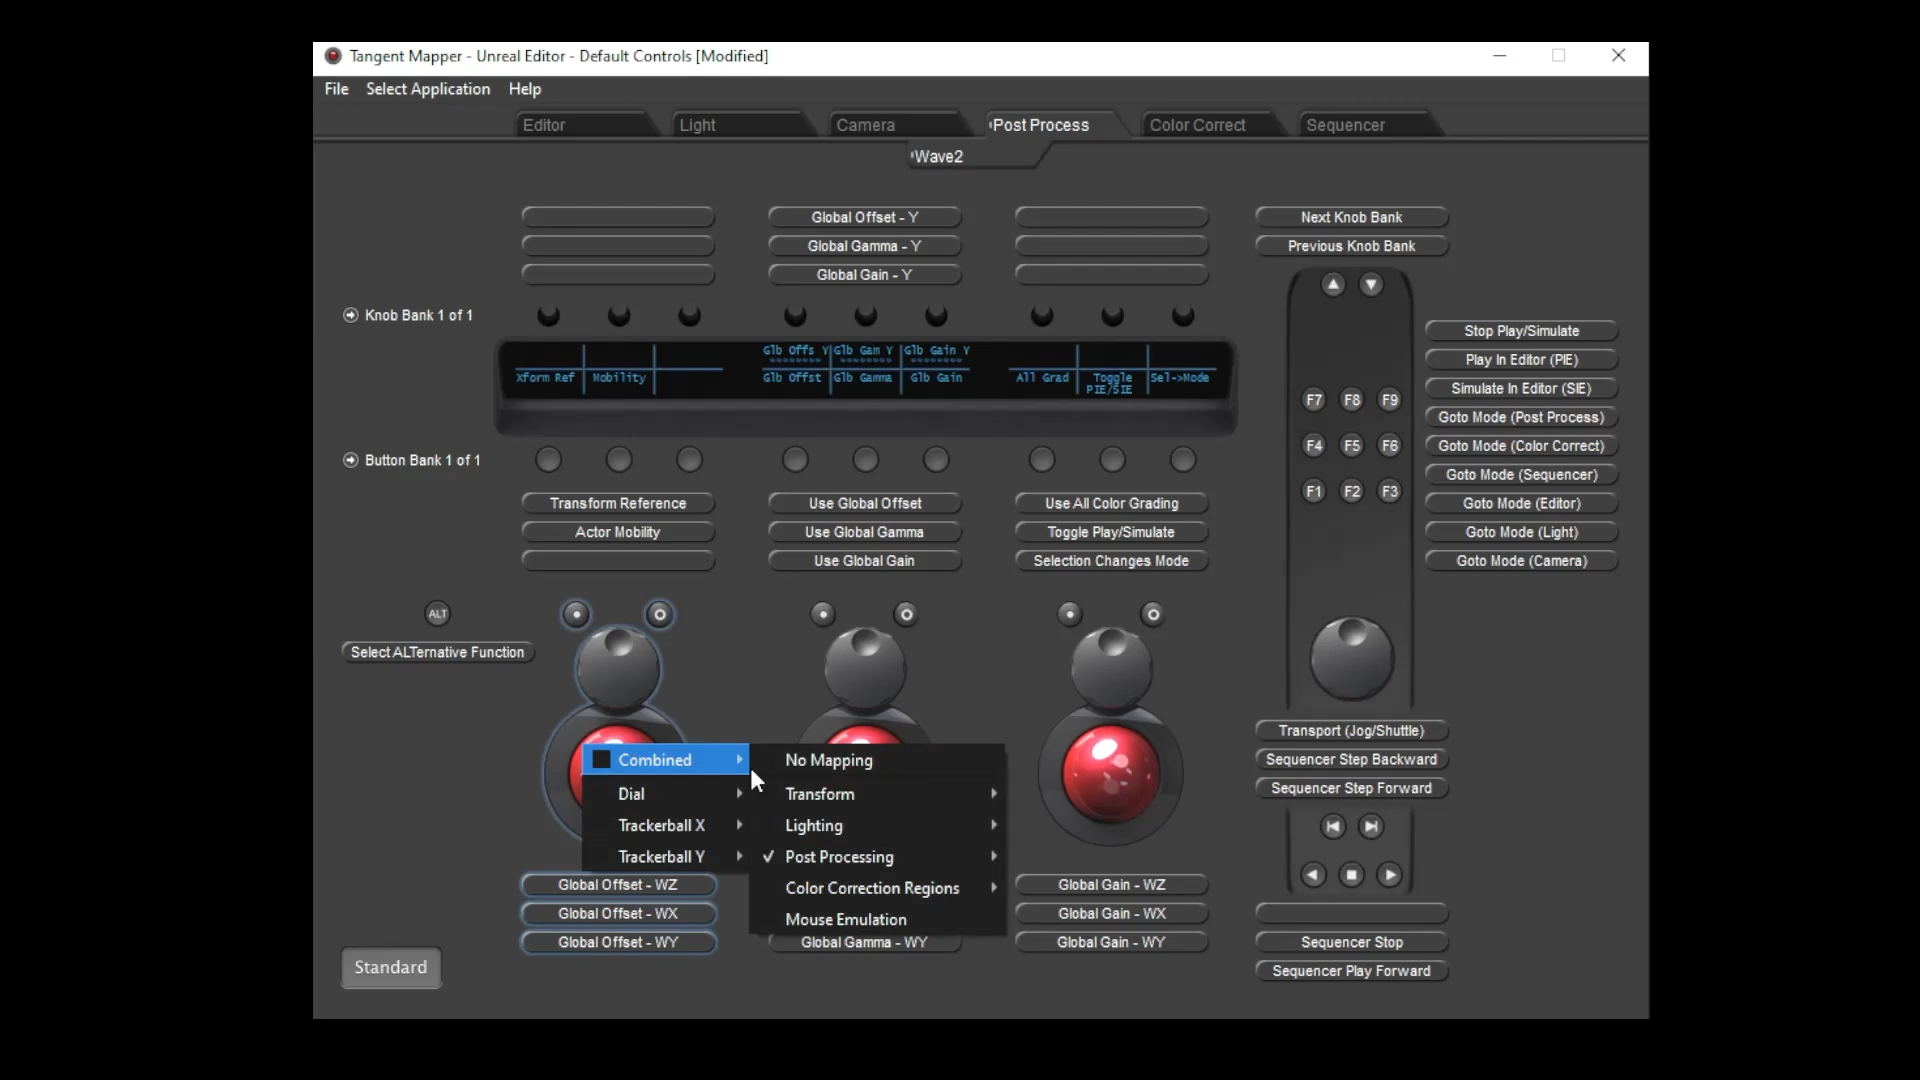 Tangent Mapper - Unreal Editor - Default Controls [Modified]
File Select Application Help
Editor Light Camera Post Process Color Correct Sequencer
Wave2
Global Offset - Y Next Knob Bank
Global Gamma - Y Previous Knob Bank
Global Gain - Y
Knob Bank 1 of 1
Stop Play/Simulate
Glb Offs Y Glb Gam Y Glb Gain Y
Play In Editor (PIE)
Xform Ref Mobility Glb Offst Glb Gamma Glb Gain All Grad Toggle PIE/SIE Sel->Mode
Simulate In Editor (SIE)
F7 F8 F9
Goto Mode (Post Process)
F4 F5 F6 Goto Mode (Color Correct)
Button Bank 1 of 1
Goto Mode (Sequencer)
F1 F2 F3
Transform Reference Use Global Offset Use All Color Grading Goto Mode (Editor)
Actor Mobility Use Global Gamma Toggle Play/Simulate Goto Mode (Light)
Use Global Gain Selection Changes Mode Goto Mode (Camera)
ALT
Select ALTernative Function
Transport (Jog/Shuttle)
Combined No Mapping Sequencer Step Backward
Dial Transform Sequencer Step Forward
Trackerball X Lighting
Trackerball Y Post Processing
Global Offset - WZ Color Correction Regions Global Gain - WZ
Global Offset - WX Mouse Emulation Global Gain - WX
Global Offset - WY Global Gamma - WY Global Gain - WY Sequencer Stop
Standard Sequencer Play Forward